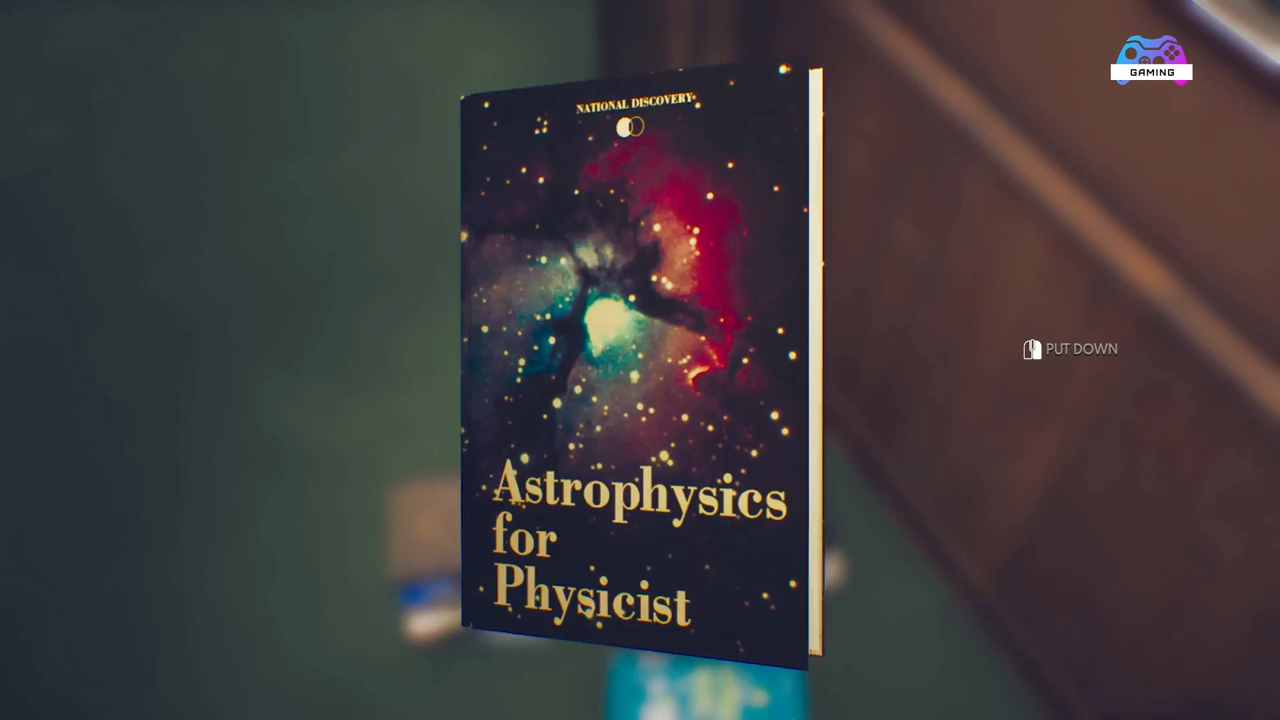 NATIONAL DISCOVERY
GAMING
PUT DOWN
Astrophysics
for
Physicist